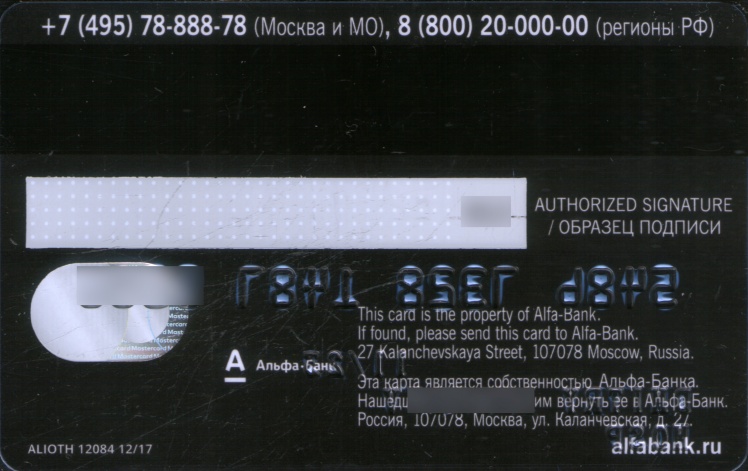 +7 (495) 78-888-78 (Москва и МО), 8 (800) 20-000-00 (регионы РФ)
AUTHORIZED SIGNATURE
/ ОБРАЗЕЦ ПОДПИСИ
This card is the property of Alfa-Bank.
If found, please send this card to Alfa-Bank.
27 Kalanchevskaya Street, 107078 Moscow, Russia.
А Альфа·Банк
Эта карта является собственностью Альфа-Банка.
им вернуть ее в Альфа-Банк.
Россия, 107078, Москва, ул. Каланчевская, д. 27.
ALIOTH 12084 12/17
alfabank.ru